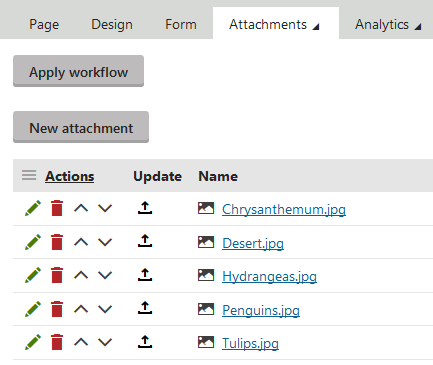 Page Design Form Attachments Analytics
Apply workflow
New attachment
Actions Update Name
Chrysanthemum.jpg
Desert.jpg
Hydrangeas.jpg
Penguins.jpg
Tulips.jpg